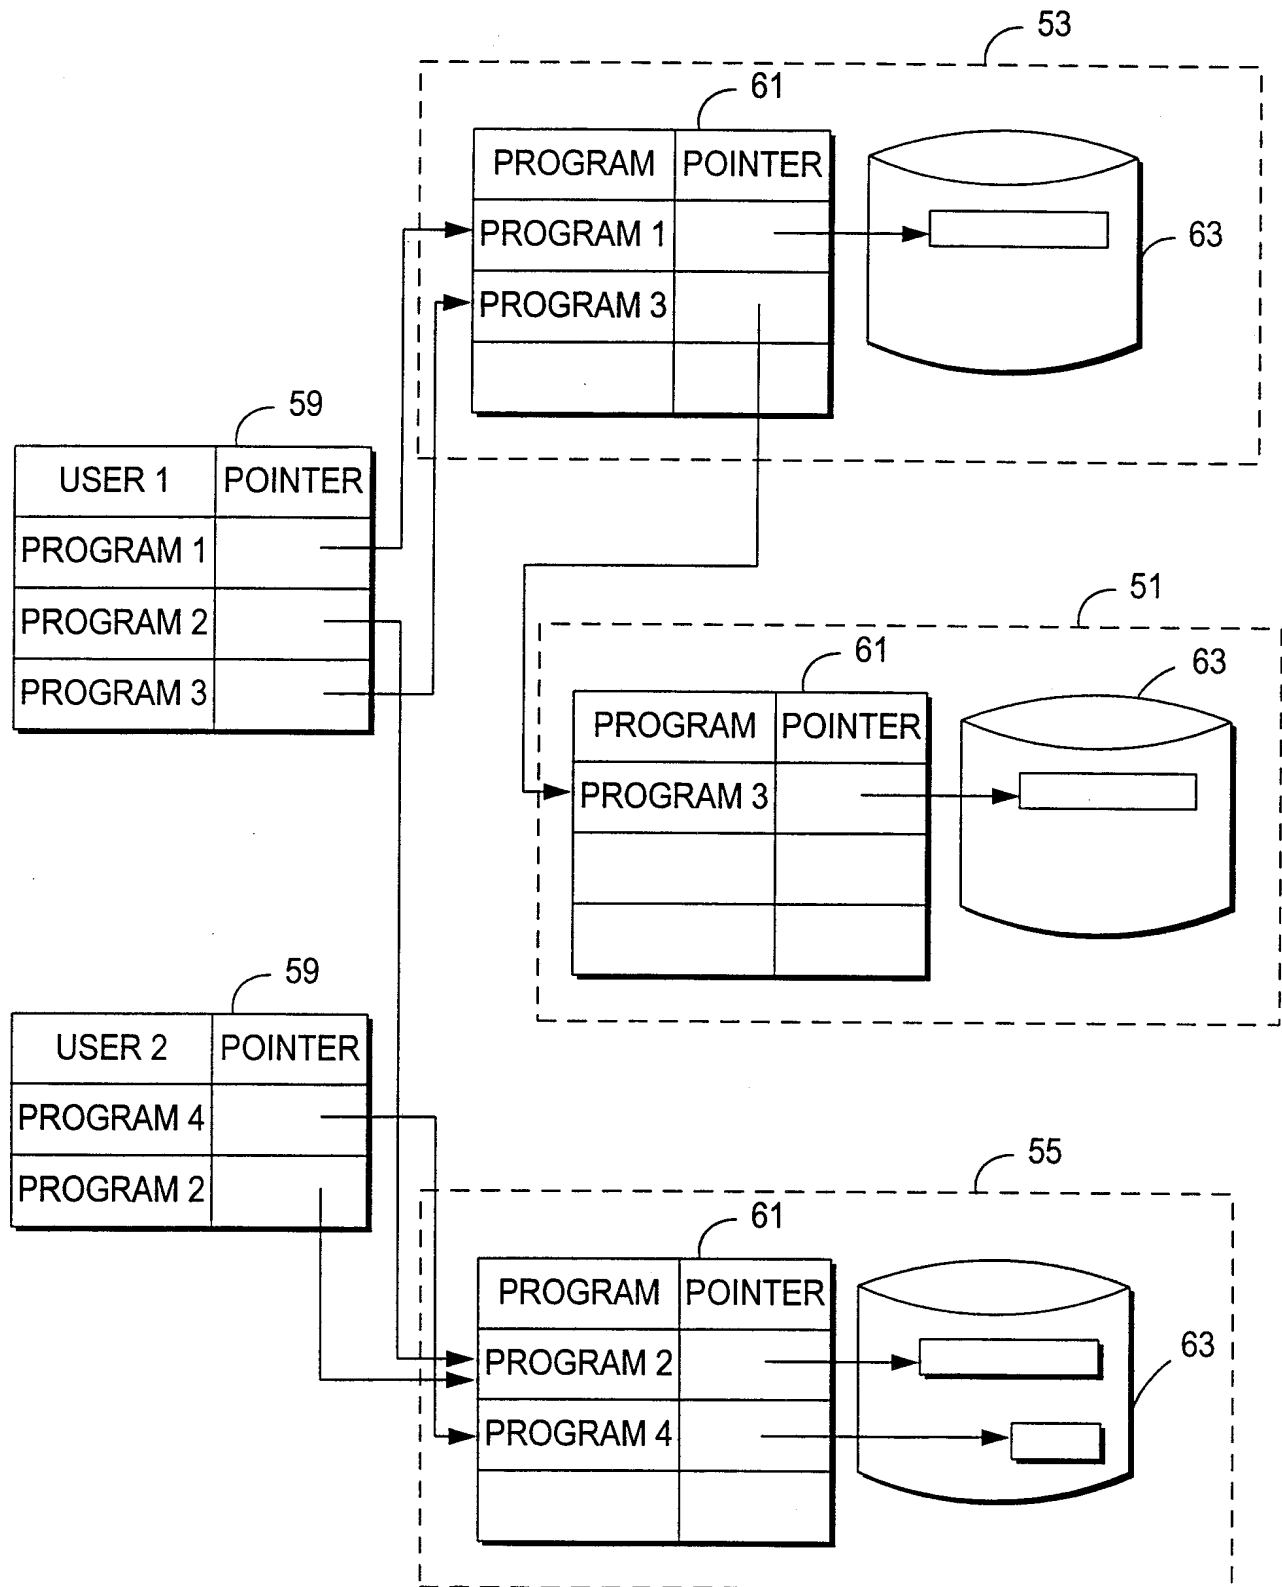 53
61
PROGRAM POINTER
PROGRAM 1
63
PROGRAM 3
59
USER 1 POINTER
PROGRAM 1
PROGRAM 2
PROGRAM 3
51
61
63
PROGRAM POINTER
PROGRAM 3
59
USER 2 POINTER
PROGRAM 4
PROGRAM 2
55
61
PROGRAM POINTER
PROGRAM 2
63
PROGRAM 4